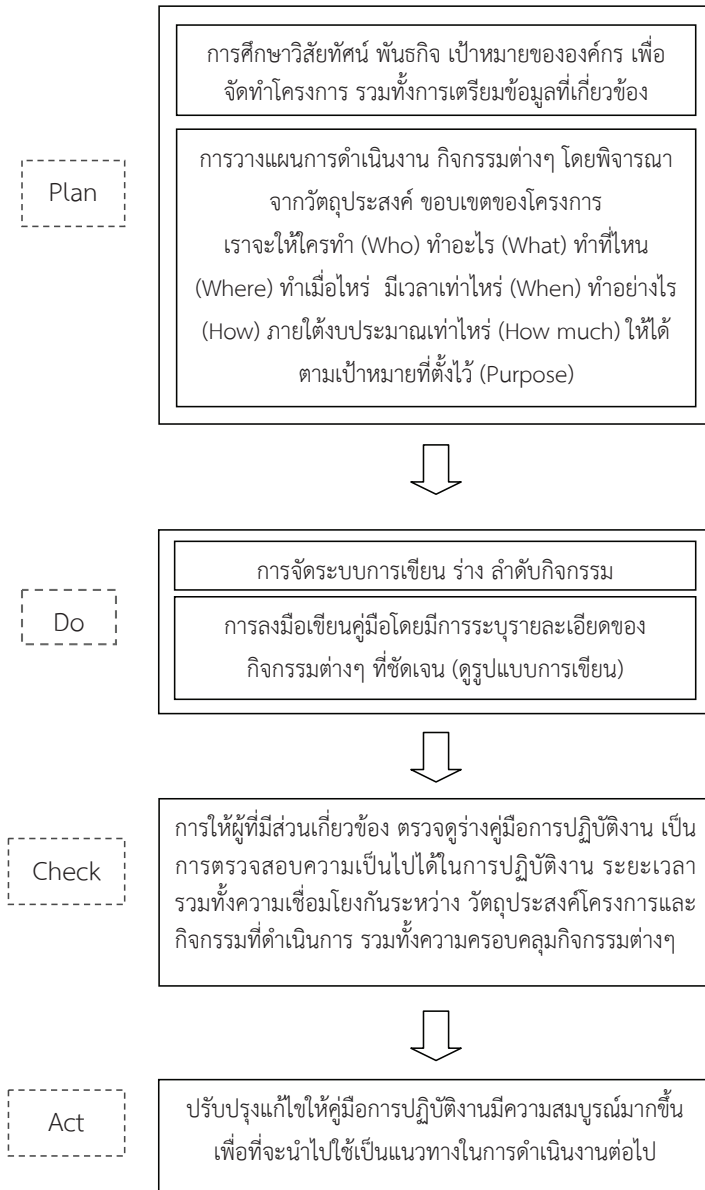 การศึกษาวิสัยทัศน์ พันธกิจ เป้าหมายขององค์กร เพื่อ
จัดทำโครงการ รวมทั้งการเตรียมข้อมูลที่เกี่ยวข้อง
Plan
การวางแผนการดำเนินงาน กิจกรรมต่างๆ โดยพิจารณา
จากวัตถุประสงค์ ขอบเขตของโครงการ
เราจะให้ใครทำ (Who) ทำอะไร (What) ทำที่ไหน
(Where) ทำเมื่อไหร่ มีเวลาเท่าไหร่ (When) ทำอย่างไร
(How) ภายใต้งบประมาณเท่าไหร่ (How much) ให้ได้
ตามเป้าหมายที่ตั้งไว้ (Purpose)
การจัดระบบการเขียน ร่าง ลำดับกิจกรรม
Do
การลงมือเขียนคู่มือโดยมีการระบุรายละเอียดของ
กิจกรรมต่างๆ ที่ชัดเจน (ดูรูปแบบการเขียน)
Check
การให้ผู้ที่มีส่วนเกี่ยวข้อง ตรวจดูร่างคู่มือการปฏิบัติงาน เป็น
การตรวจสอบความเป็นไปได้ในการปฏิบัติงาน ระยะเวลา
รวมทั้งความเชื่อมโยงกันระหว่าง วัตถุประสงค์โครงการและ
กิจกรรมที่ดำเนินการ รวมทั้งความครอบคลุมกิจกรรมต่างๆ
Act
ปรับปรุงแก้ไขให้คู่มือการปฏิบัติงานมีความสมบูรณ์มากขึ้น
เพื่อที่จะนำไปใช้เป็นแนวทางในการดำเนินงานต่อไป